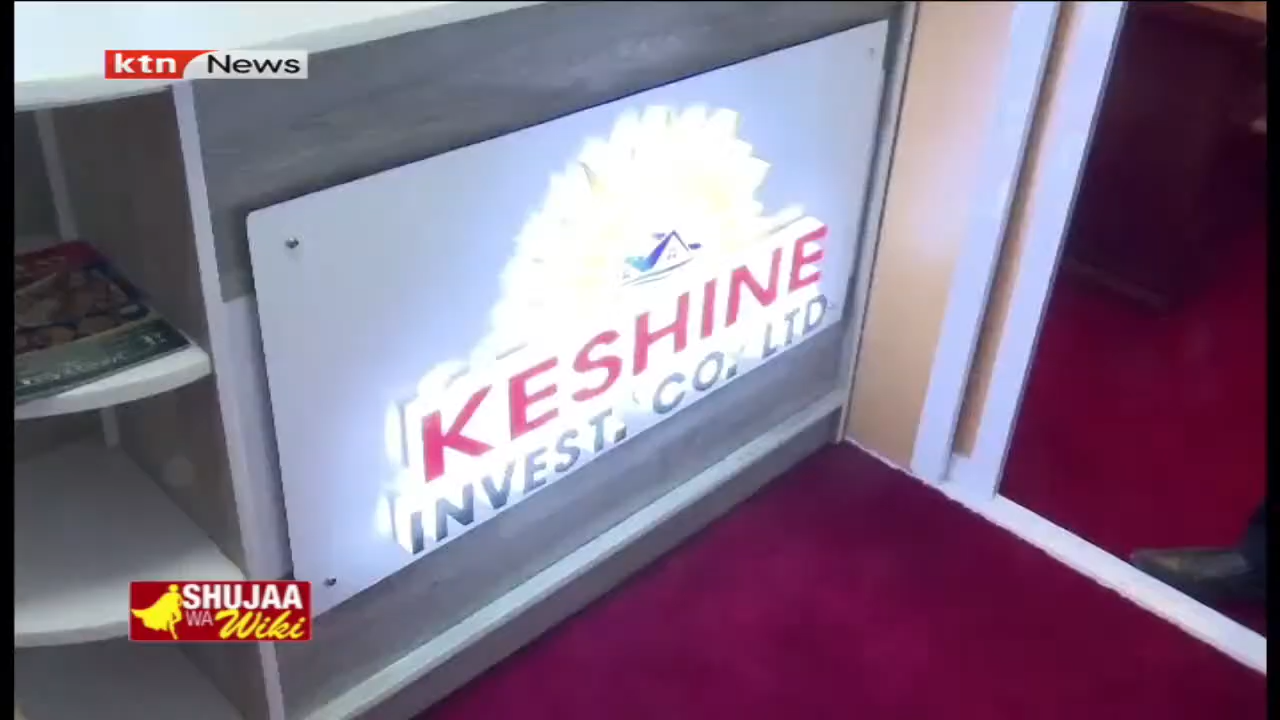 ktn News
KESHINE
INVEST. CO. LTD
SHUJAA
WA
Wiki